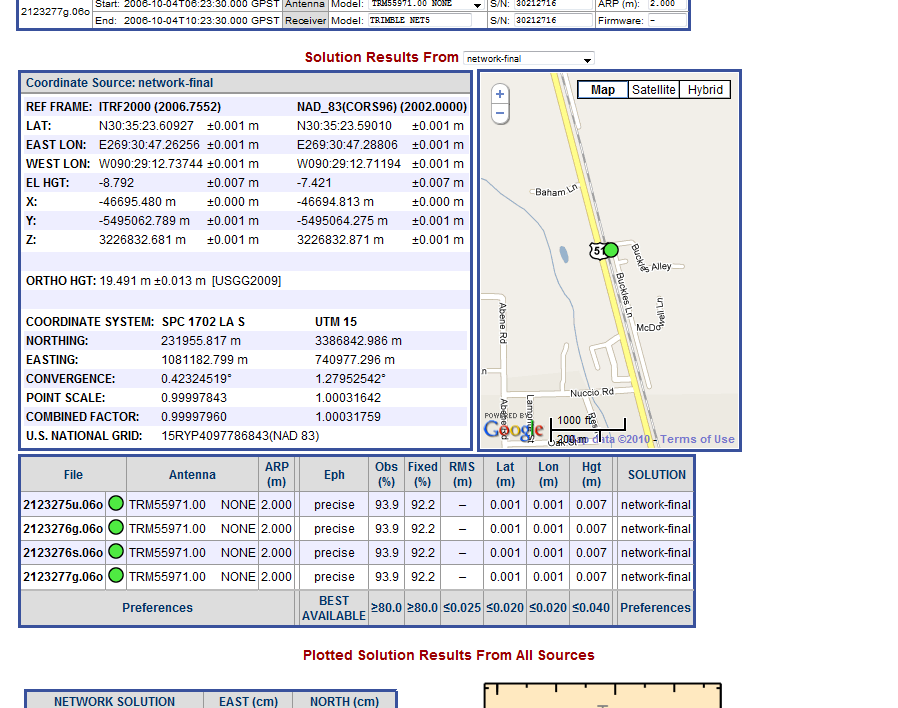 2123277g.06o Start: 2006-10-04T06:23:30.000 GPST Antenna Model: TRM55971.00 NONE S/N: 30212716 ARP (m): 2.000
End: 2006-10-04T10:23:30.000 GPST Receiver Model: TRIMBLE NET5 S/N: 30212716 Firmware: –
Solution Results From network-final
Coordinate Source: network-final
REF FRAME: ITRF2000 (2006.7552) NAD_83(CORS96) (2002.0000)
LAT: N30:35:23.60927 ±0.001 m N30:35:23.59010 ±0.001 m
EAST LON: E269:30:47.26256 ±0.001 m E269:30:47.28806 ±0.001 m
WEST LON: W090:29:12.73744 ±0.001 m W090:29:12.71194 ±0.001 m
EL HGT: -8.792 ±0.007 m -7.421 ±0.007 m
X: -46695.480 m ±0.000 m -46694.813 m ±0.000 m
Y: -5495062.789 m ±0.001 m -5495064.275 m ±0.001 m
Z: 3226832.681 m ±0.001 m 3226832.871 m ±0.001 m
ORTHO HGT: 19.491 m ±0.013 m [USGG2009]
COORDINATE SYSTEM: SPC 1702 LA S UTM 15
NORTHING: 231955.817 m 3386842.986 m
EASTING: 1081182.799 m 740977.296 m
CONVERGENCE: 0.42324519° 1.27952542°
POINT SCALE: 0.99997843 1.00031642
COMBINED FACTOR: 0.99997960 1.00031759
U.S. NATIONAL GRID: 15RYP4097786843(NAD 83)
+
−
Map Satellite Hybrid
Baham Ln
51
Buckles Alley
Buckles Ln
Abene Rd
McDo
well Ln
Nuccio Rd
Abene Rd
Oak St
POWERED BY
Google
1000 ft
200 m
Map data ©2010 - Terms of Use
File Antenna ARP (m) Eph Obs (%) Fixed (%) RMS (m) Lat (m) Lon (m) Hgt (m) SOLUTION
2123275u.06o TRM55971.00 NONE 2.000 precise 93.9 92.2 – 0.001 0.001 0.007 network-final
2123276g.06o TRM55971.00 NONE 2.000 precise 93.9 92.2 – 0.001 0.001 0.007 network-final
2123276s.06o TRM55971.00 NONE 2.000 precise 93.9 92.2 – 0.001 0.001 0.007 network-final
2123277g.06o TRM55971.00 NONE 2.000 precise 93.9 92.2 – 0.001 0.001 0.007 network-final
Preferences BEST AVAILABLE ≥80.0 ≥80.0 ≤0.025 ≤0.020 ≤0.020 ≤0.040 Preferences
Plotted Solution Results From All Sources
NETWORK SOLUTION EAST (cm) NORTH (cm)